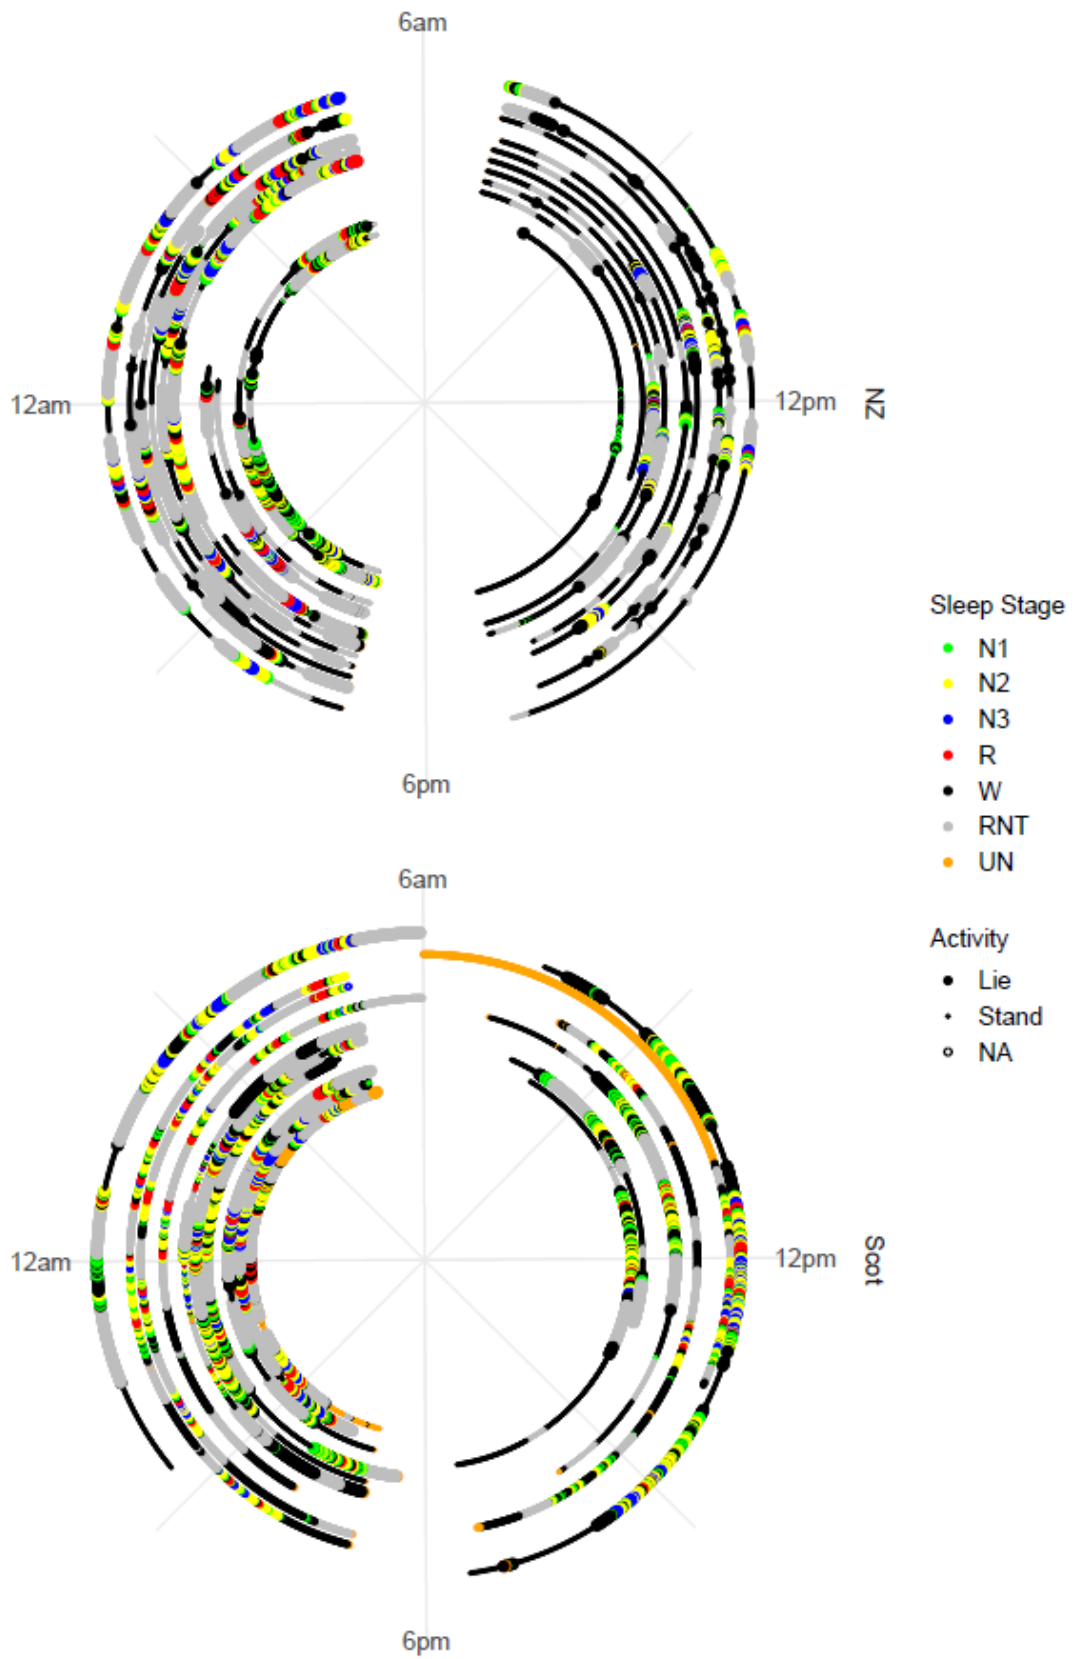 6am
12am
12pm
NZ
6pm
Sleep Stage
N1
N2
N3
R
W
RNT
UN
Activity
Lie
Stand
NA
6am
12am
12pm
Scot
6pm